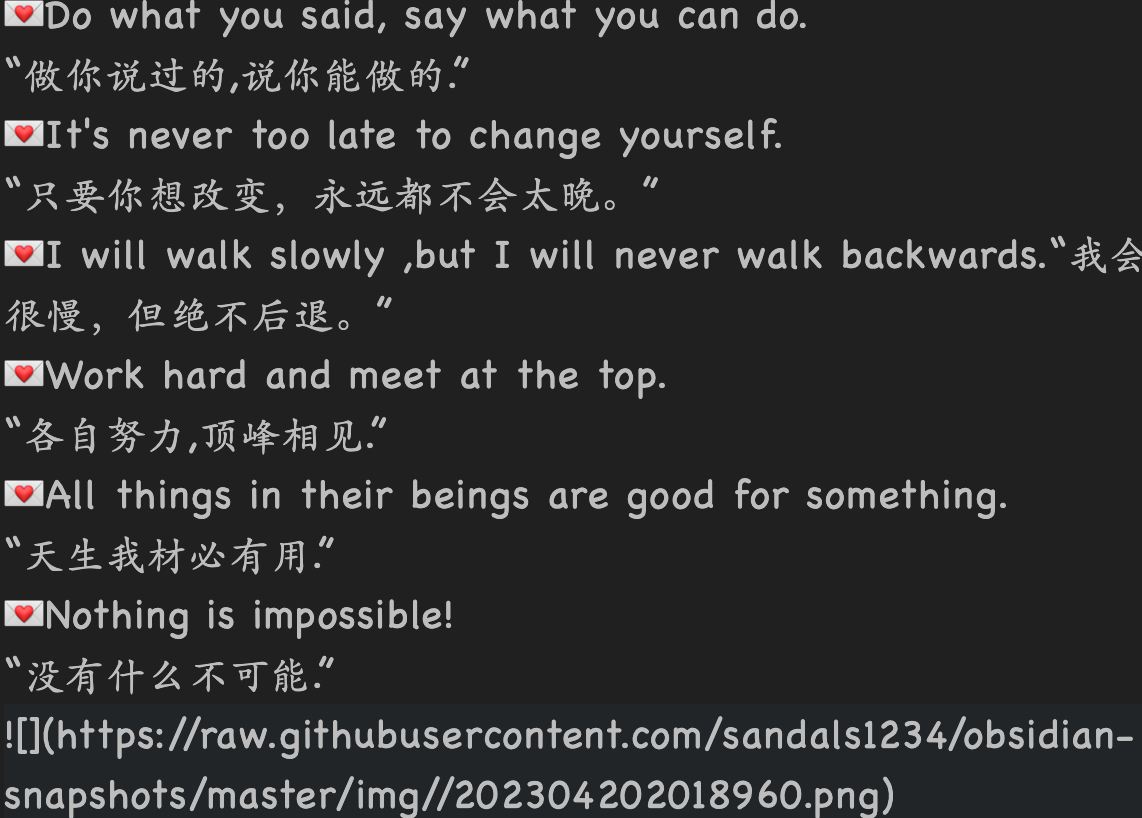 💌Do what you said, say what you can do.
“做你说过的,说你能做的.”
💌It's never too late to change yourself.
“只要你想改变，永远都不会太晚。”
💌I will walk slowly ,but I will never walk backwards.“我会
很慢，但绝不后退。”
💌Work hard and meet at the top.
“各自努力,顶峰相见.”
💌All things in their beings are good for something.
“天生我材必有用.”
💌Nothing is impossible!
“没有什么不可能.”
![](https://raw.githubusercontent.com/sandals1234/obsidian-
snapshots/master/img//202304202018960.png)